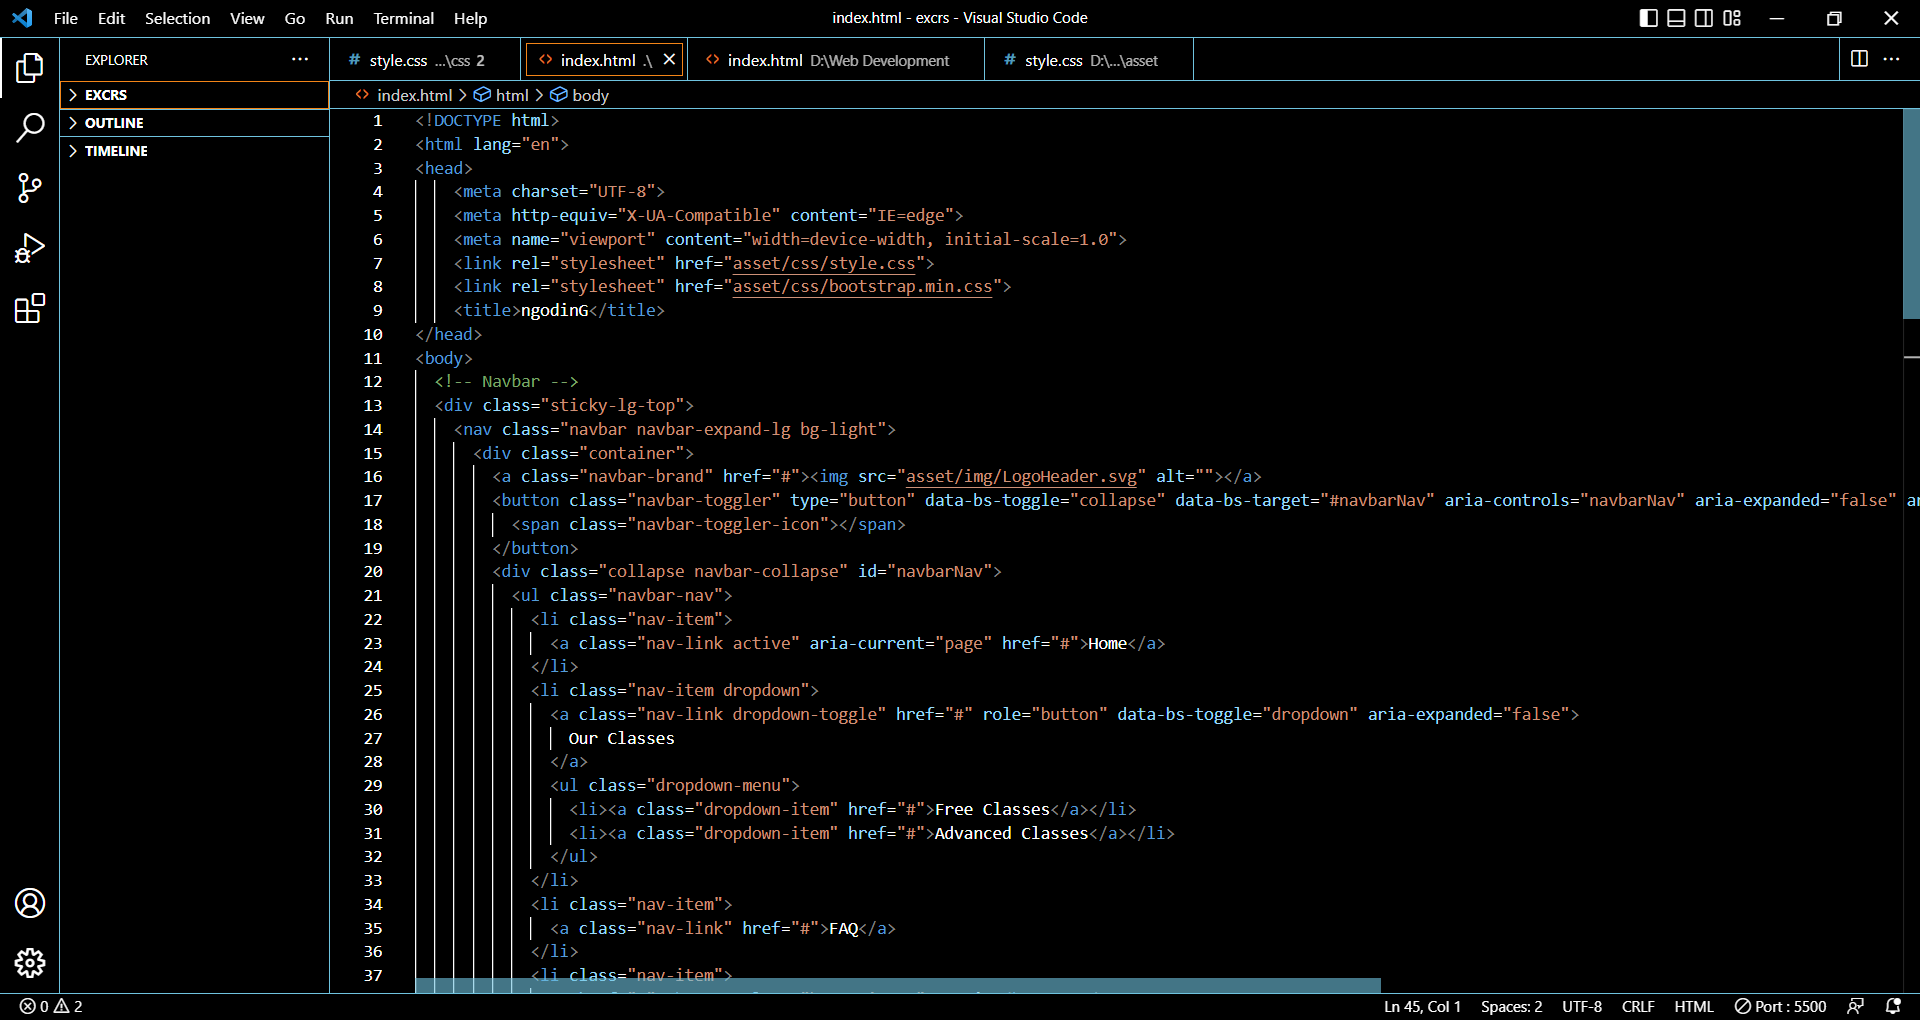 File Edit Selection View Go Run Terminal Help index.html - excrs - Visual Studio Code
EXPLORER
style.css ...\css 2 index.html .\ index.html D:\Web Development style.css D:\...\asset
EXCRS
OUTLINE
TIMELINE
index.html > html > body
1 <!DOCTYPE html>
2 <html lang="en">
3 <head>
4 <meta charset="UTF-8">
5 <meta http-equiv="X-UA-Compatible" content="IE=edge">
6 <meta name="viewport" content="width=device-width, initial-scale=1.0">
7 <link rel="stylesheet" href="asset/css/style.css">
8 <link rel="stylesheet" href="asset/css/bootstrap.min.css">
9 <title>ngodinG</title>
10 </head>
11 <body>
12 <!-- Navbar -->
13 <div class="sticky-lg-top">
14 <nav class="navbar navbar-expand-lg bg-light">
15 <div class="container">
16 <a class="navbar-brand" href="#"><img src="asset/img/LogoHeader.svg" alt=""></a>
17 <button class="navbar-toggler" type="button" data-bs-toggle="collapse" data-bs-target="#navbarNav" aria-controls="navbarNav" aria-expanded="false"
18 <span class="navbar-toggler-icon"></span>
19 </button>
20 <div class="collapse navbar-collapse" id="navbarNav">
21 <ul class="navbar-nav">
22 <li class="nav-item">
23 <a class="nav-link active" aria-current="page" href="#">Home</a>
24 </li>
25 <li class="nav-item dropdown">
26 <a class="nav-link dropdown-toggle" href="#" role="button" data-bs-toggle="dropdown" aria-expanded="false">
27 Our Classes
28 </a>
29 <ul class="dropdown-menu">
30 <li><a class="dropdown-item" href="#">Free Classes</a></li>
31 <li><a class="dropdown-item" href="#">Advanced Classes</a></li>
32 </ul>
33 </li>
34 <li class="nav-item">
35 <a class="nav-link" href="#">FAQ</a>
36 </li>
37 <li class="nav-item">
0 2 Ln 45, Col 1 Spaces: 2 UTF-8 CRLF HTML Port : 5500